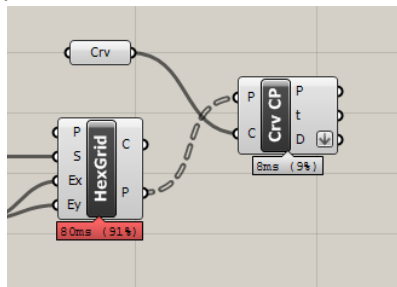 Crv
P
S
Ex
Ey
HexGrid
C
P
80ms (91%)
P
C
Crv CP
P
t
D
8ms (9%)